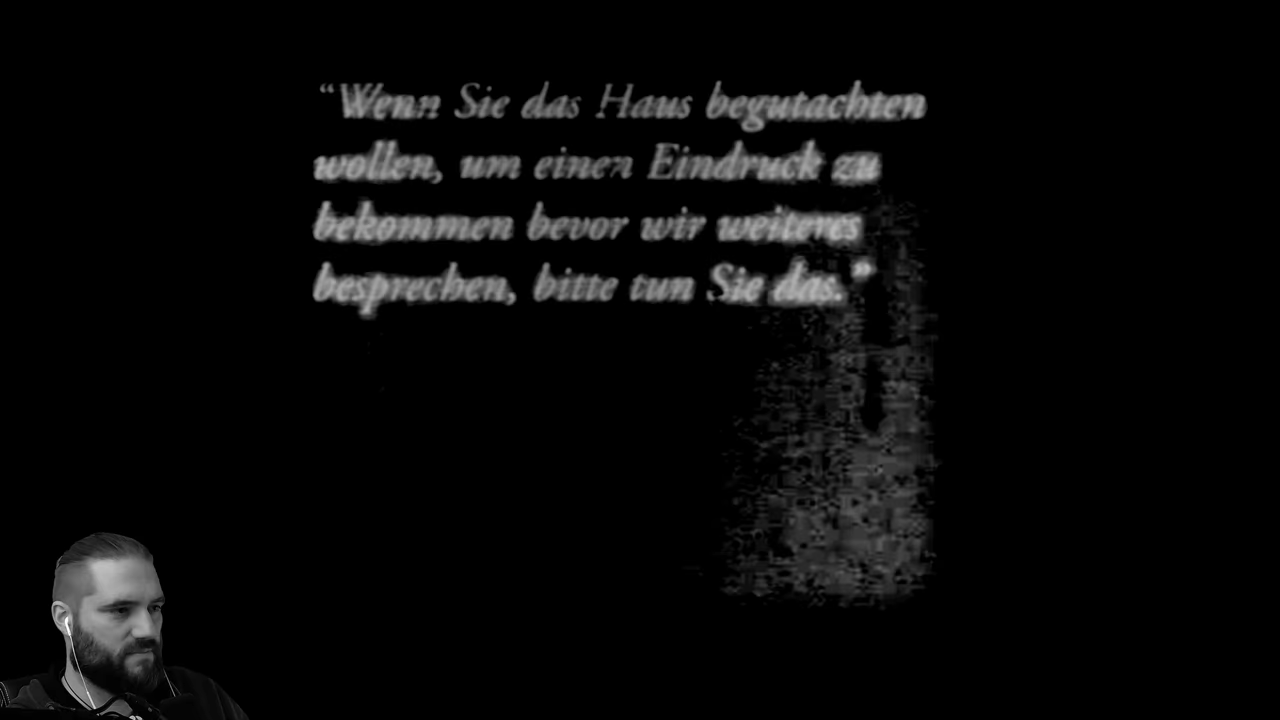 “Wenn Sie das Haus begutachten
wollen, um einen Eindruck zu
bekommen bevor wir weiteres
besprechen, bitte tun Sie das.”